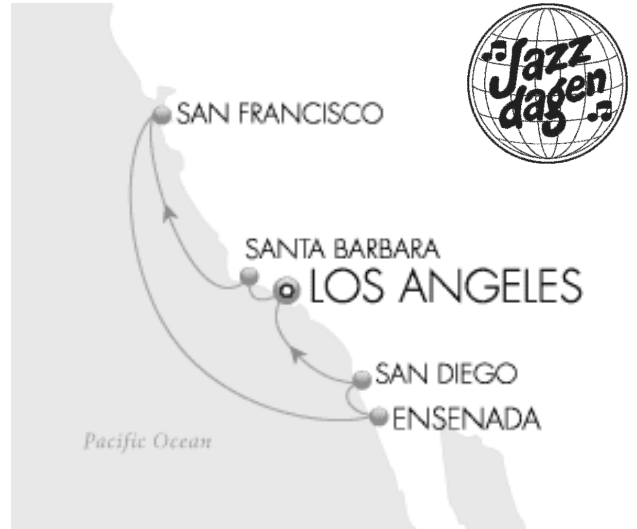 Jazz
dagen
SAN FRANCISCO
SANTA BARBARA
LOS ANGELES
SAN DIEGO
ENSENADA
Pacific Ocean